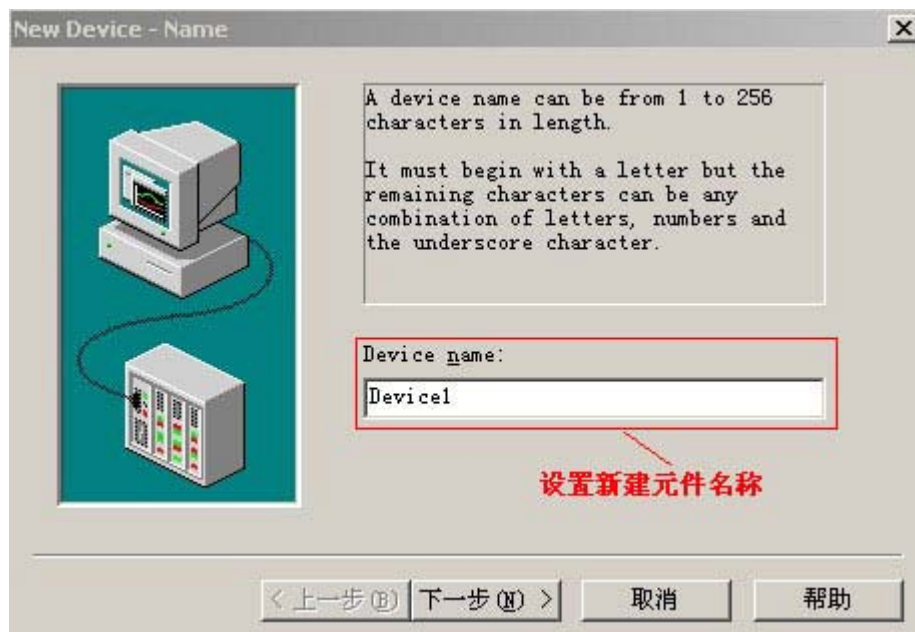 New Device - Name
A device name can be from 1 to 256
characters in length.
It must begin with a letter but the
remaining characters can be any
combination of letters, numbers and
the underscore character.
Device name:
Device1
设置新建元件名称
< 上一步(B) 下一步(N) > 取消 帮助